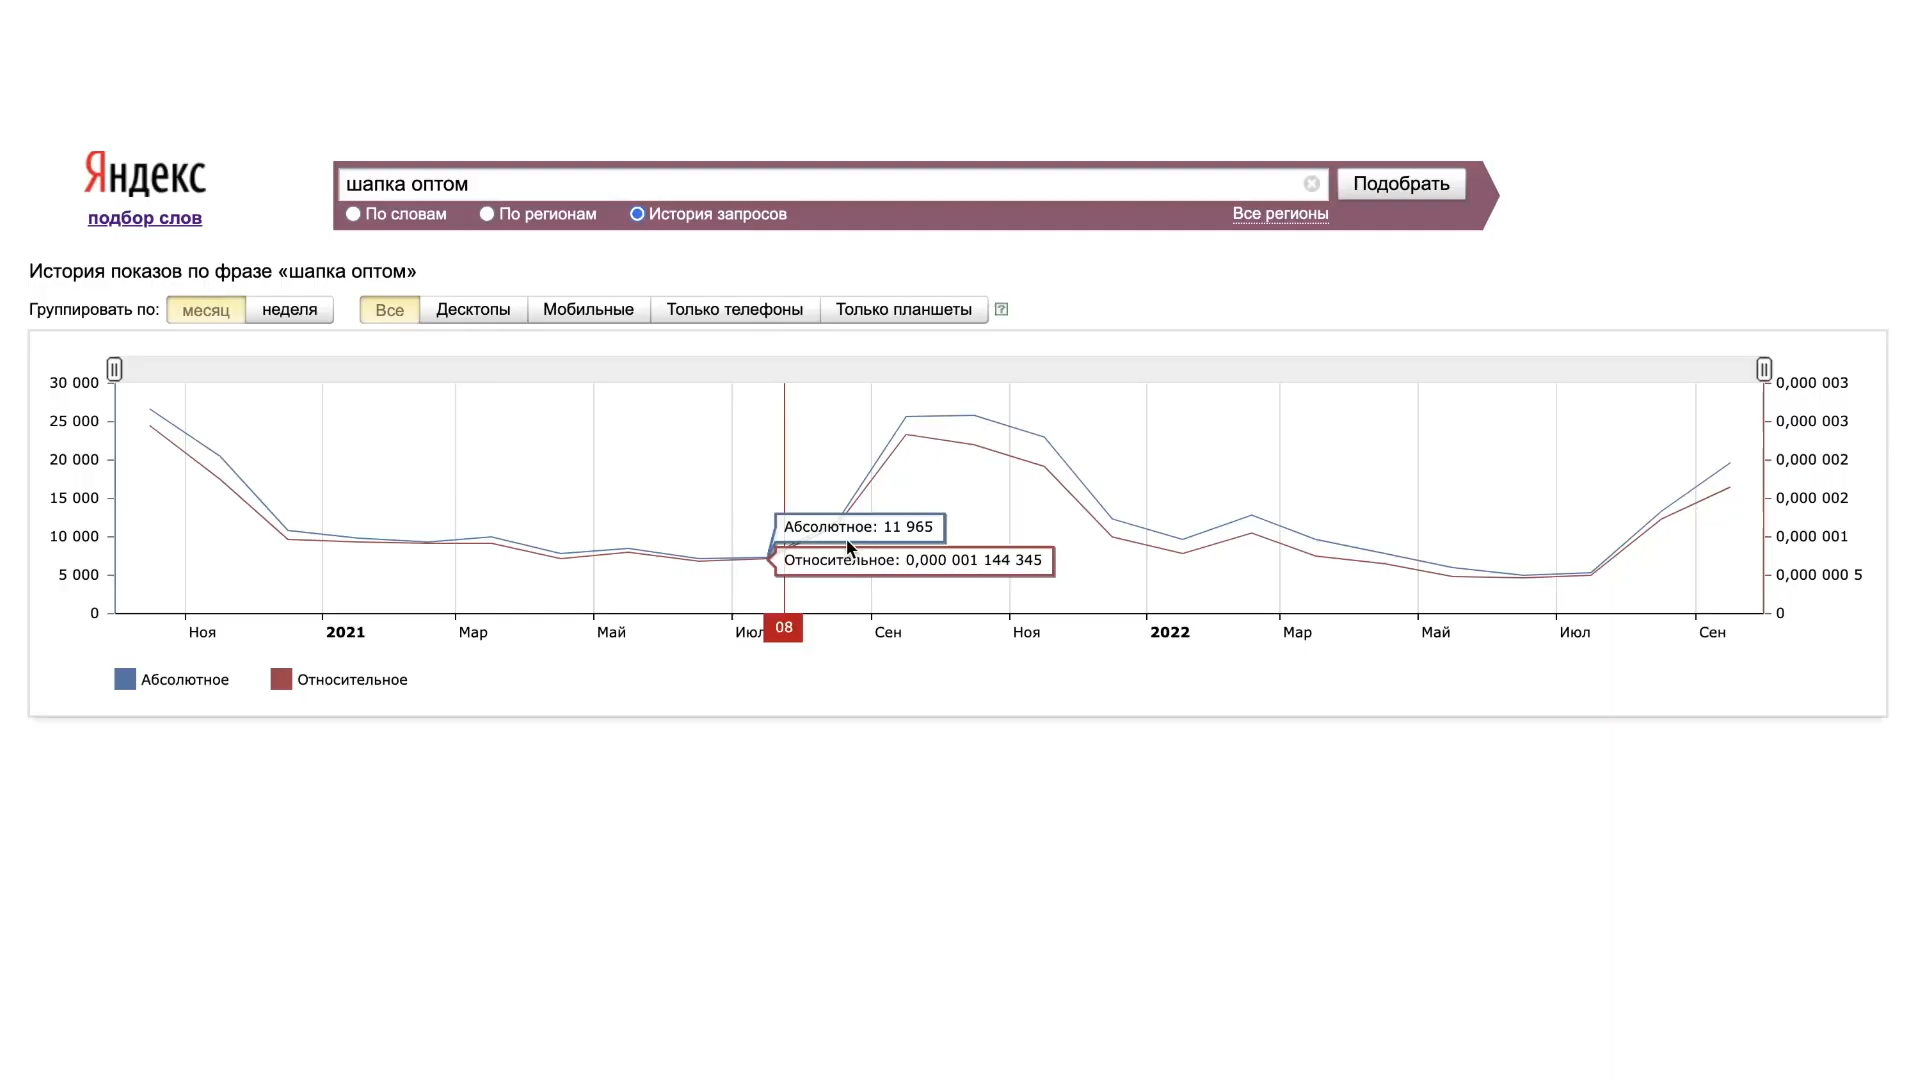 Яндекс
подбор слов
шапка оптом
Подобрать
По словам
По регионам
История запросов
Все регионы
История показов по фразе «шапка оптом»
Группировать по: месяц неделя Все Десктопы Мобильные Только телефоны Только планшеты ?
30 000
25 000
20 000
15 000
10 000
5 000
0
0,000 003
0,000 003
0,000 002
0,000 002
0,000 001
0,000 000 5
0
Абсолютное: 11 965
Относительное: 0,000 001 144 345
Ноя 2021 Мар Май Июл 08 Сен Ноя 2022 Мар Май Июл Сен
Абсолютное Относительное